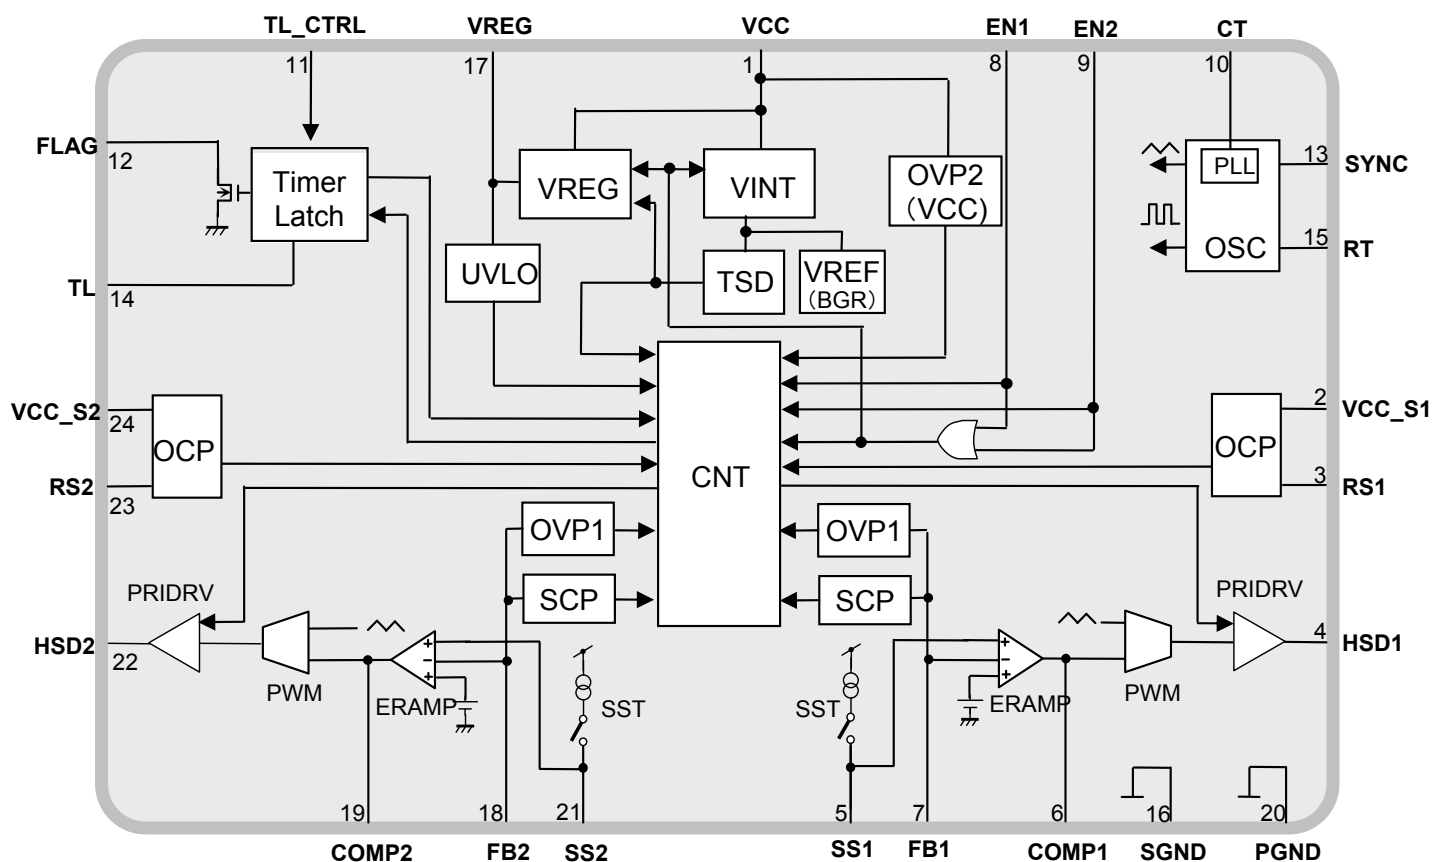 TL_CTRL VREG VCC EN1 EN2 CT
11 17 1 8 9 10
FLAG
12
13
SYNC
PLL
Timer
Latch
VREG
VINT
OVP2
(VCC)
OSC
15
RT
TL
14
UVLO
TSD
VREF
(BGR)
VCC_S2
24
OCP
RS2
23
CNT
2
VCC_S1
OCP
3
RS1
OVP1
OVP1
SCP
SCP
PRIDRV
PRIDRV
HSD2
22
PWM
ERAMP
SST
SST
ERAMP
PWM
4
HSD1
19 18 21 5 7 6 16 20
COMP2 FB2 SS2 SS1 FB1 COMP1 SGND PGND